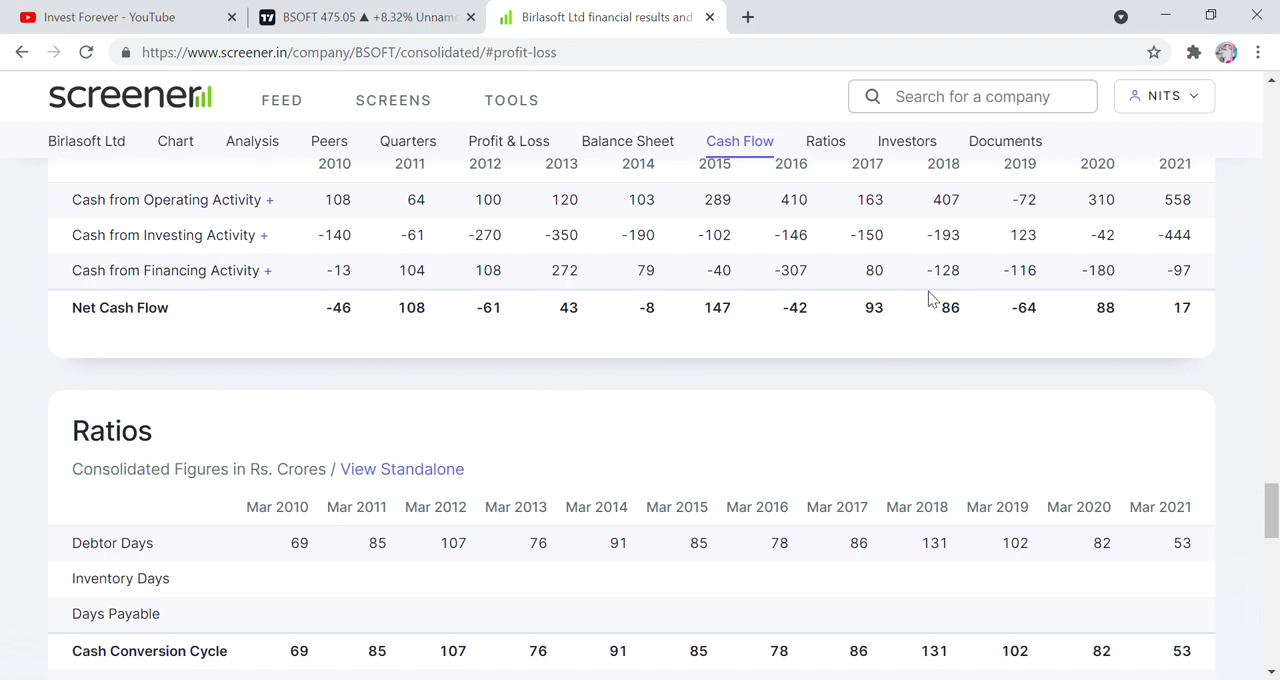 Invest Forever - YouTube
BSOFT 475.05 ▲ +8.32% Unnam
Birlasoft Ltd financial results and
https://www.screener.in/company/BSOFT/consolidated/#profit-loss
screener
FEED SCREENS TOOLS
Search for a company
NITS
Birlasoft Ltd Chart Analysis Peers Quarters Profit & Loss Balance Sheet Cash Flow Ratios Investors Documents
2010 2011 2012 2013 2014 2015 2016 2017 2018 2019 2020 2021
Cash from Operating Activity + 108 64 100 120 103 289 410 163 407 -72 310 558
Cash from Investing Activity + -140 -61 -270 -350 -190 -102 -146 -150 -193 123 -42 -444
Cash from Financing Activity + -13 104 108 272 79 -40 -307 80 -128 -116 -180 -97
Net Cash Flow -46 108 -61 43 -8 147 -42 93 86 -64 88 17
Ratios
Consolidated Figures in Rs. Crores / View Standalone
Mar 2010 Mar 2011 Mar 2012 Mar 2013 Mar 2014 Mar 2015 Mar 2016 Mar 2017 Mar 2018 Mar 2019 Mar 2020 Mar 2021
Debtor Days 69 85 107 76 91 85 78 86 131 102 82 53
Inventory Days
Days Payable
Cash Conversion Cycle 69 85 107 76 91 85 78 86 131 102 82 53